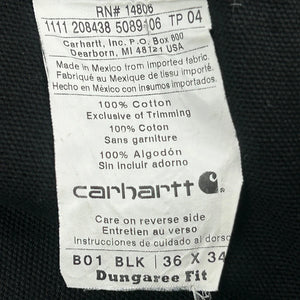 RN# 14806
1111 208438 5089106 TP 04
Carhartt, Inc. P.O. Box 600
Dearborn, MI 48121 USA
Made in Mexico from imported fabric.
Fabriqué au Mexique de tissu importé.
Hecho en México con insumos importados.
100% Cotton
Exclusive of Trimming
100% Coton
Sans garniture
100% Algodón
Sin incluir adorno
carhartt
Care on reverse side
Entretien au verso
Instrucciones de cuidado al dorso
B01 BLK | 36 X 34
Dungaree Fit